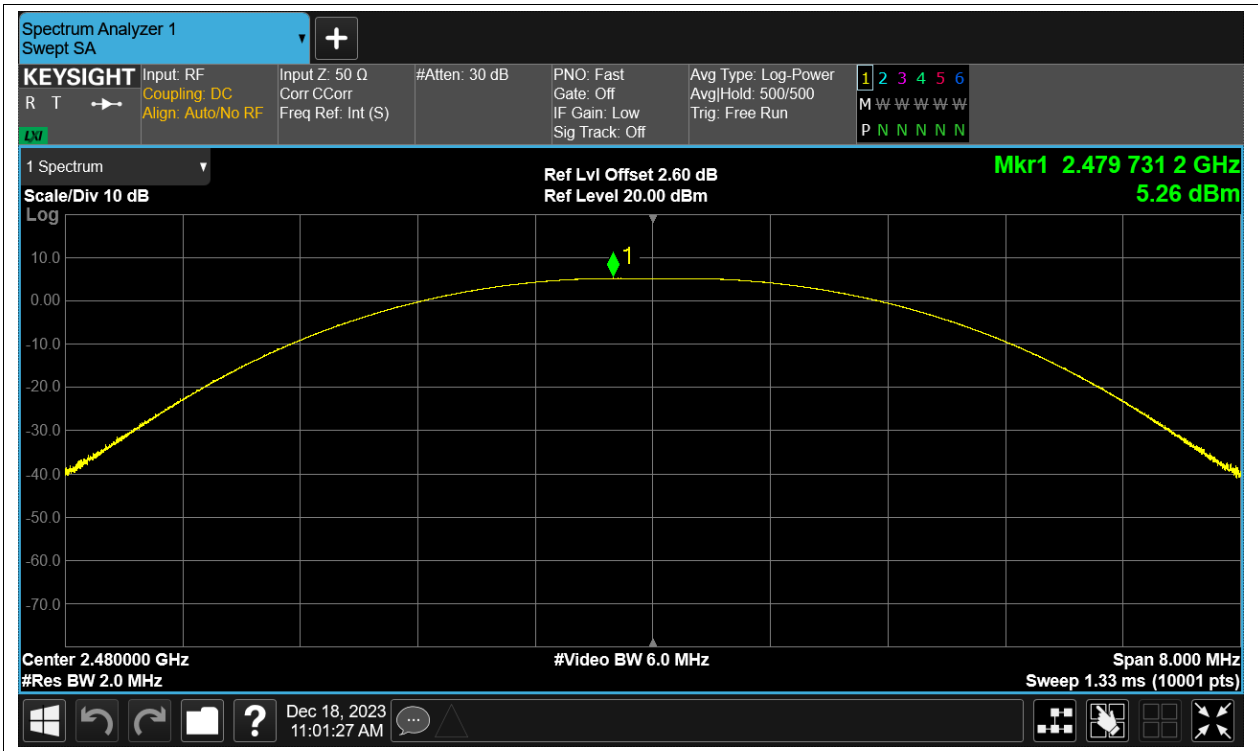 Spectrum Analyzer 1
Swept SA
KEYSIGHT
R T
LXI
Input: RF
Coupling: DC
Align: Auto/No RF
Input Z: 50 Ω
Corr CCorr
Freq Ref: Int (S)
#Atten: 30 dB
PNO: Fast
Gate: Off
IF Gain: Low
Sig Track: Off
Avg Type: Log-Power
Avg|Hold: 500/500
Trig: Free Run
1 2 3 4 5 6
M W W W W W
P N N N N N
1 Spectrum
Scale/Div 10 dB
Log
Ref Lvl Offset 2.60 dB
Ref Level 20.00 dBm
Mkr1 2.479 731 2 GHz
5.26 dBm
1
10.0
0.00
-10.0
-20.0
-30.0
-40.0
-50.0
-60.0
-70.0
Center 2.480000 GHz
#Res BW 2.0 MHz
#Video BW 6.0 MHz
Span 8.000 MHz
Sweep 1.33 ms (10001 pts)
?
Dec 18, 2023
11:01:27 AM